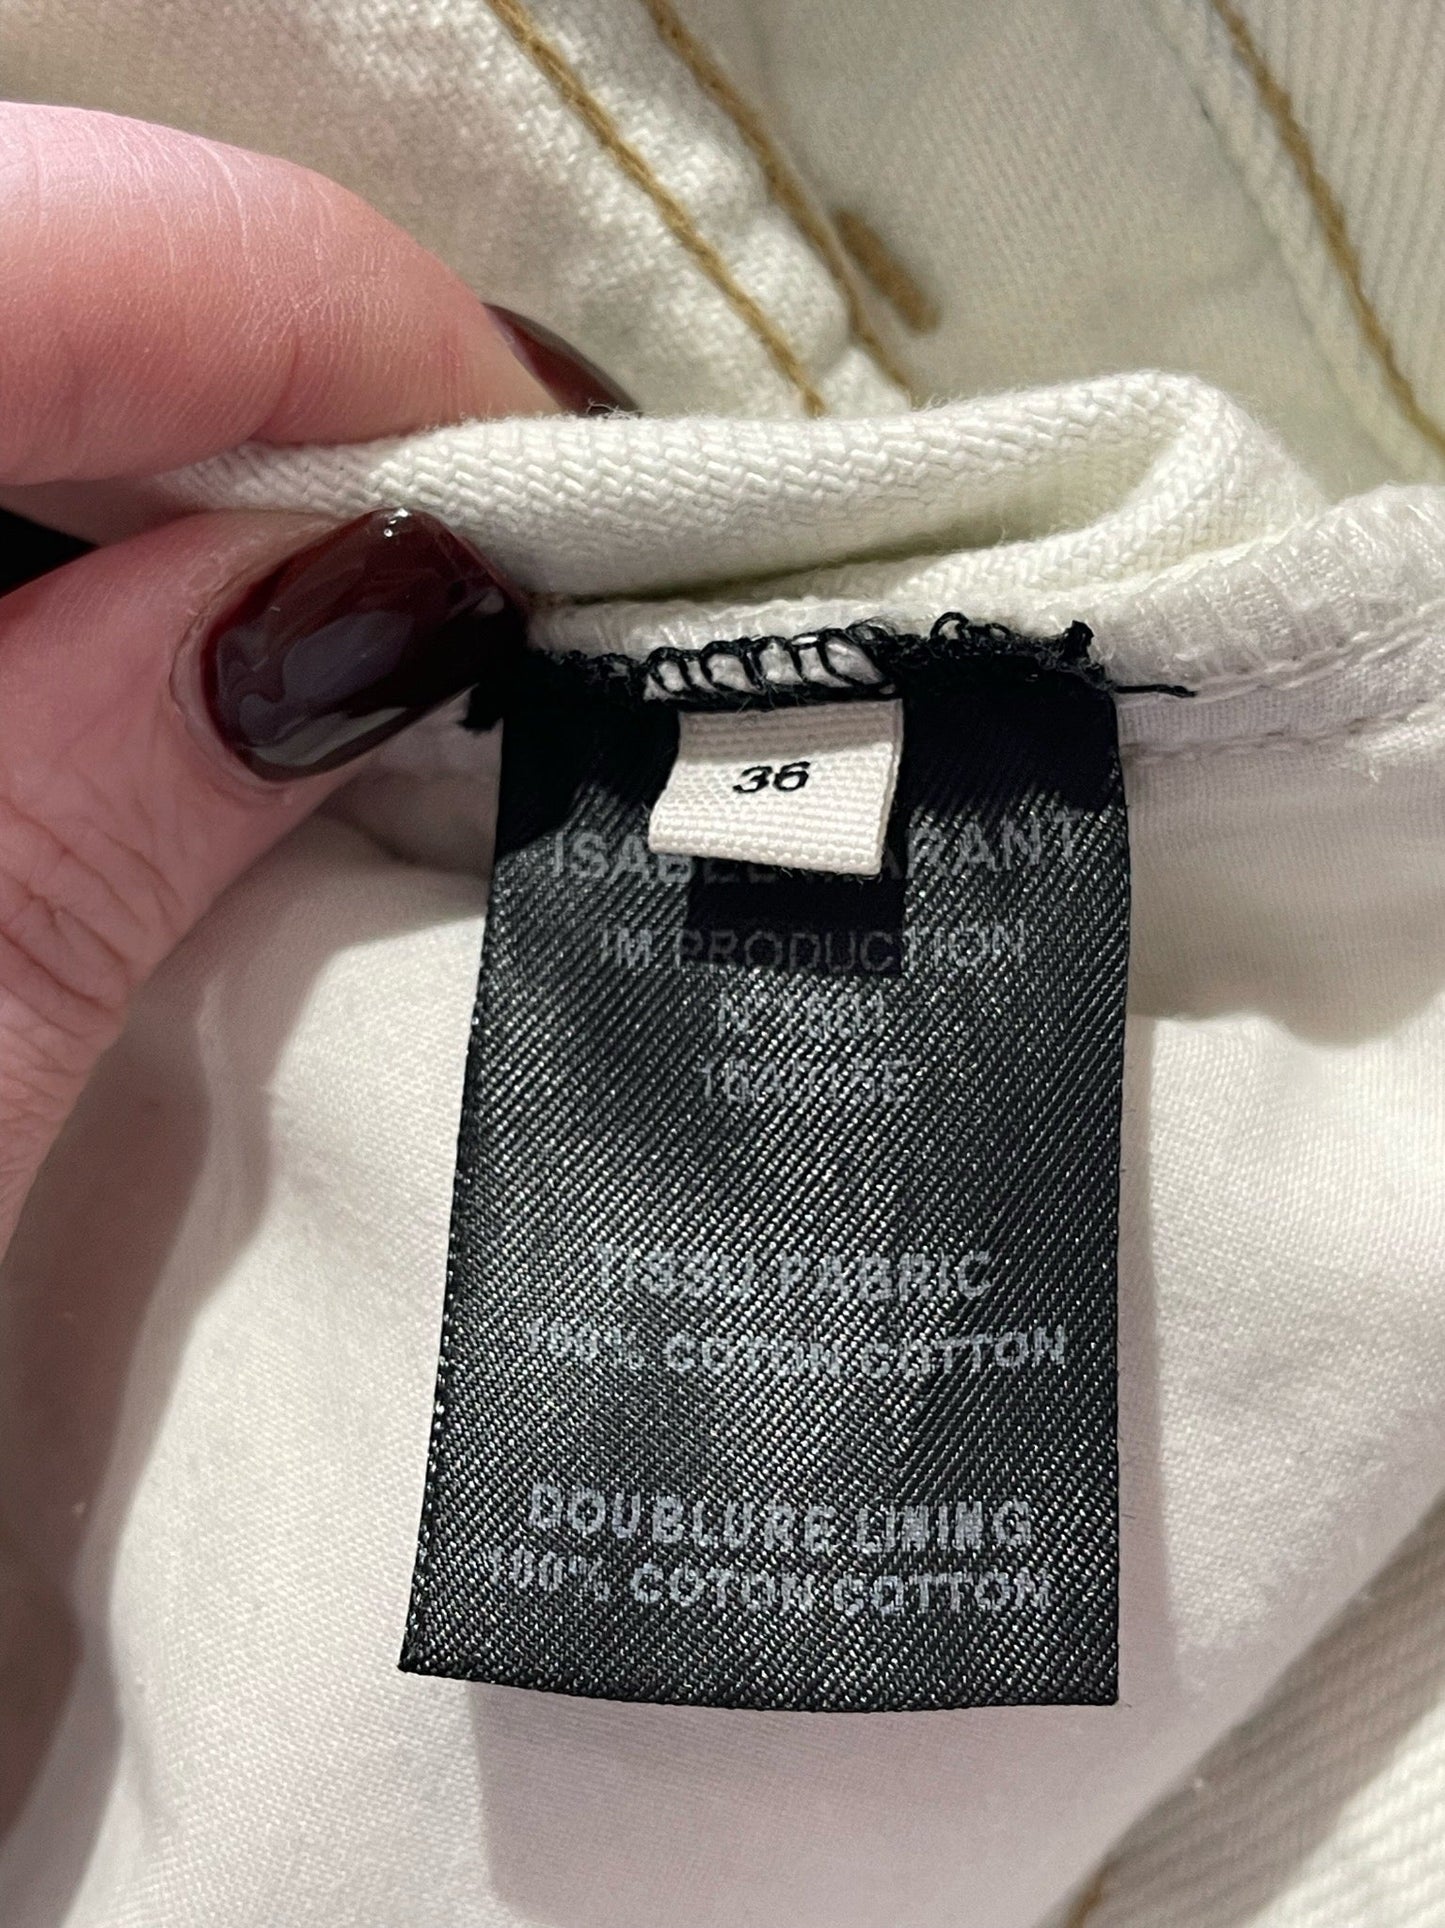 36
ISABEL MARANT
IM PRODUCTION
TISSU FABRIC
100% COTON COTTON
DOUBLURE LINING
100% COTON COTTON